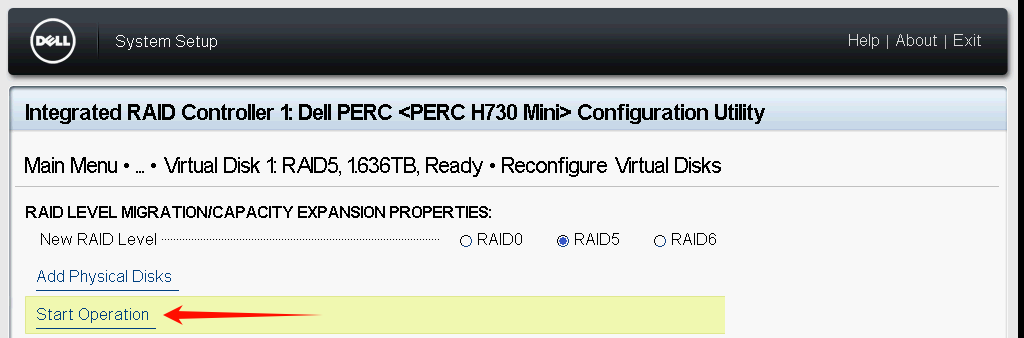 DELL System Setup Help | About | Exit
Integrated RAID Controller 1: Dell PERC <PERC H730 Mini> Configuration Utility
Main Menu • ... • Virtual Disk 1: RAID5, 1.636TB, Ready • Reconfigure Virtual Disks
RAID LEVEL MIGRATION/CAPACITY EXPANSION PROPERTIES:
New RAID Level RAID0 RAID5 RAID6
Add Physical Disks
Start Operation